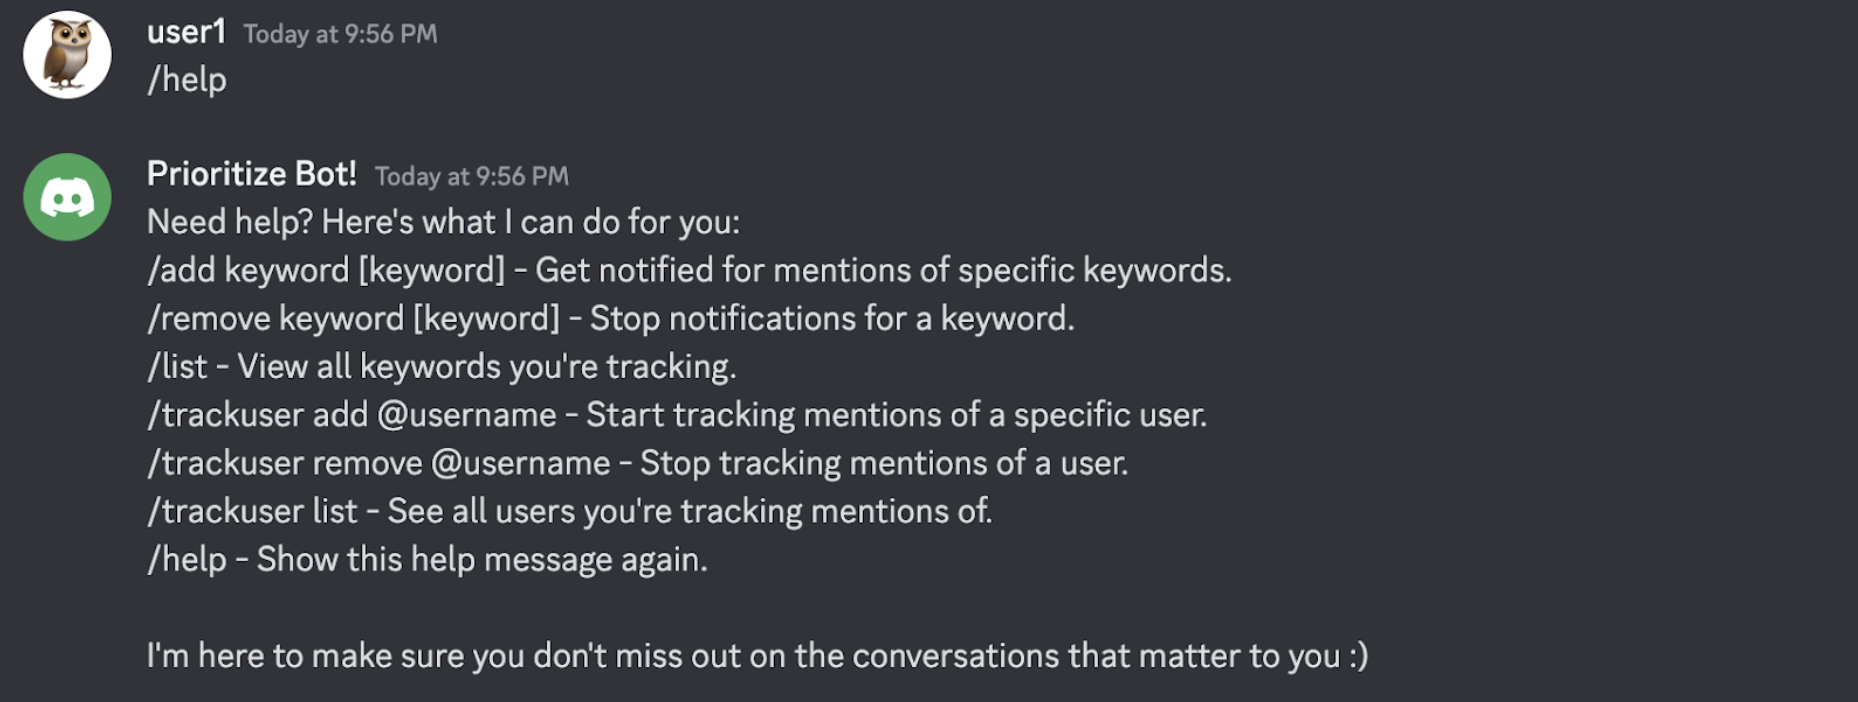 user1 Today at 9:56 PM
/help
Prioritize Bot! Today at 9:56 PM
Need help? Here's what I can do for you:
/add keyword [keyword] - Get notified for mentions of specific keywords.
/remove keyword [keyword] - Stop notifications for a keyword.
/list - View all keywords you're tracking.
/trackuser add @username - Start tracking mentions of a specific user.
/trackuser remove @username - Stop tracking mentions of a user.
/trackuser list - See all users you're tracking mentions of.
/help - Show this help message again.
I'm here to make sure you don't miss out on the conversations that matter to you :)